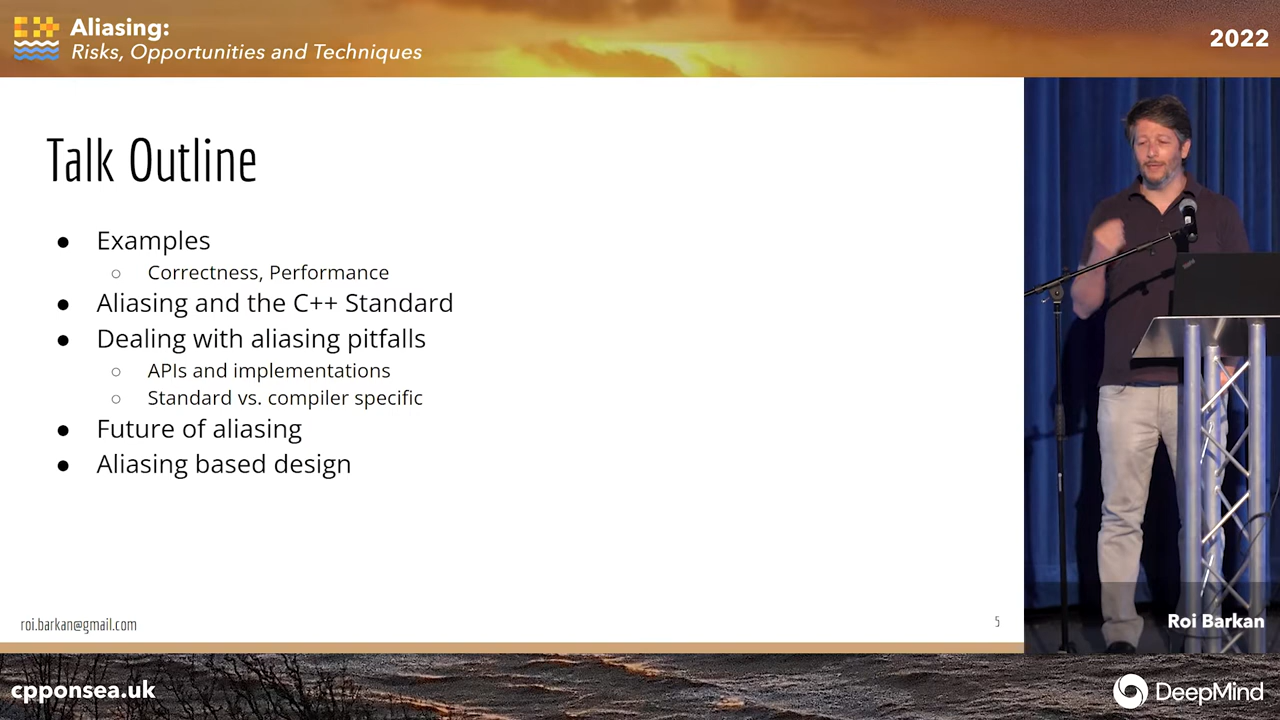 Aliasing:
Risks, Opportunities and Techniques
2022
Talk Outline
● Examples
○ Correctness, Performance
● Aliasing and the C++ Standard
● Dealing with aliasing pitfalls
○ APIs and implementations
○ Standard vs. compiler specific
● Future of aliasing
● Aliasing based design
roi.barkan@gmail.com
5
Roi Barkan
cpponsea.uk
DeepMind